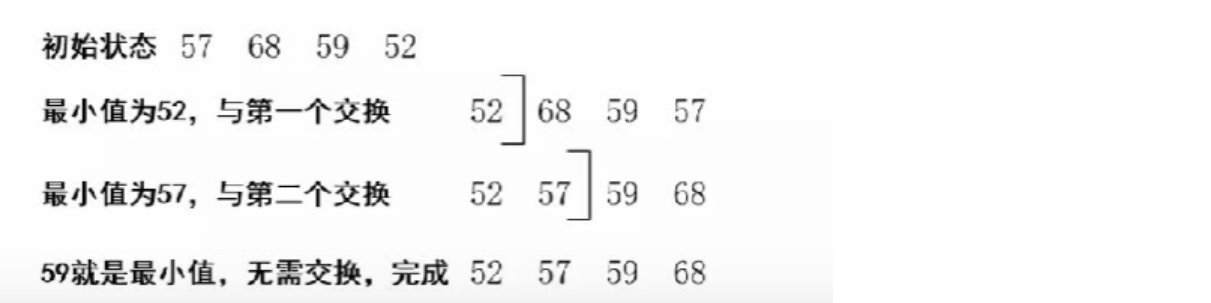 初始状态 57 68 59 52
最小值为52，与第一个交换 52] 68 59 57
最小值为57，与第二个交换 52 57] 59 68
59就是最小值，无需交换，完成 52 57 59 68